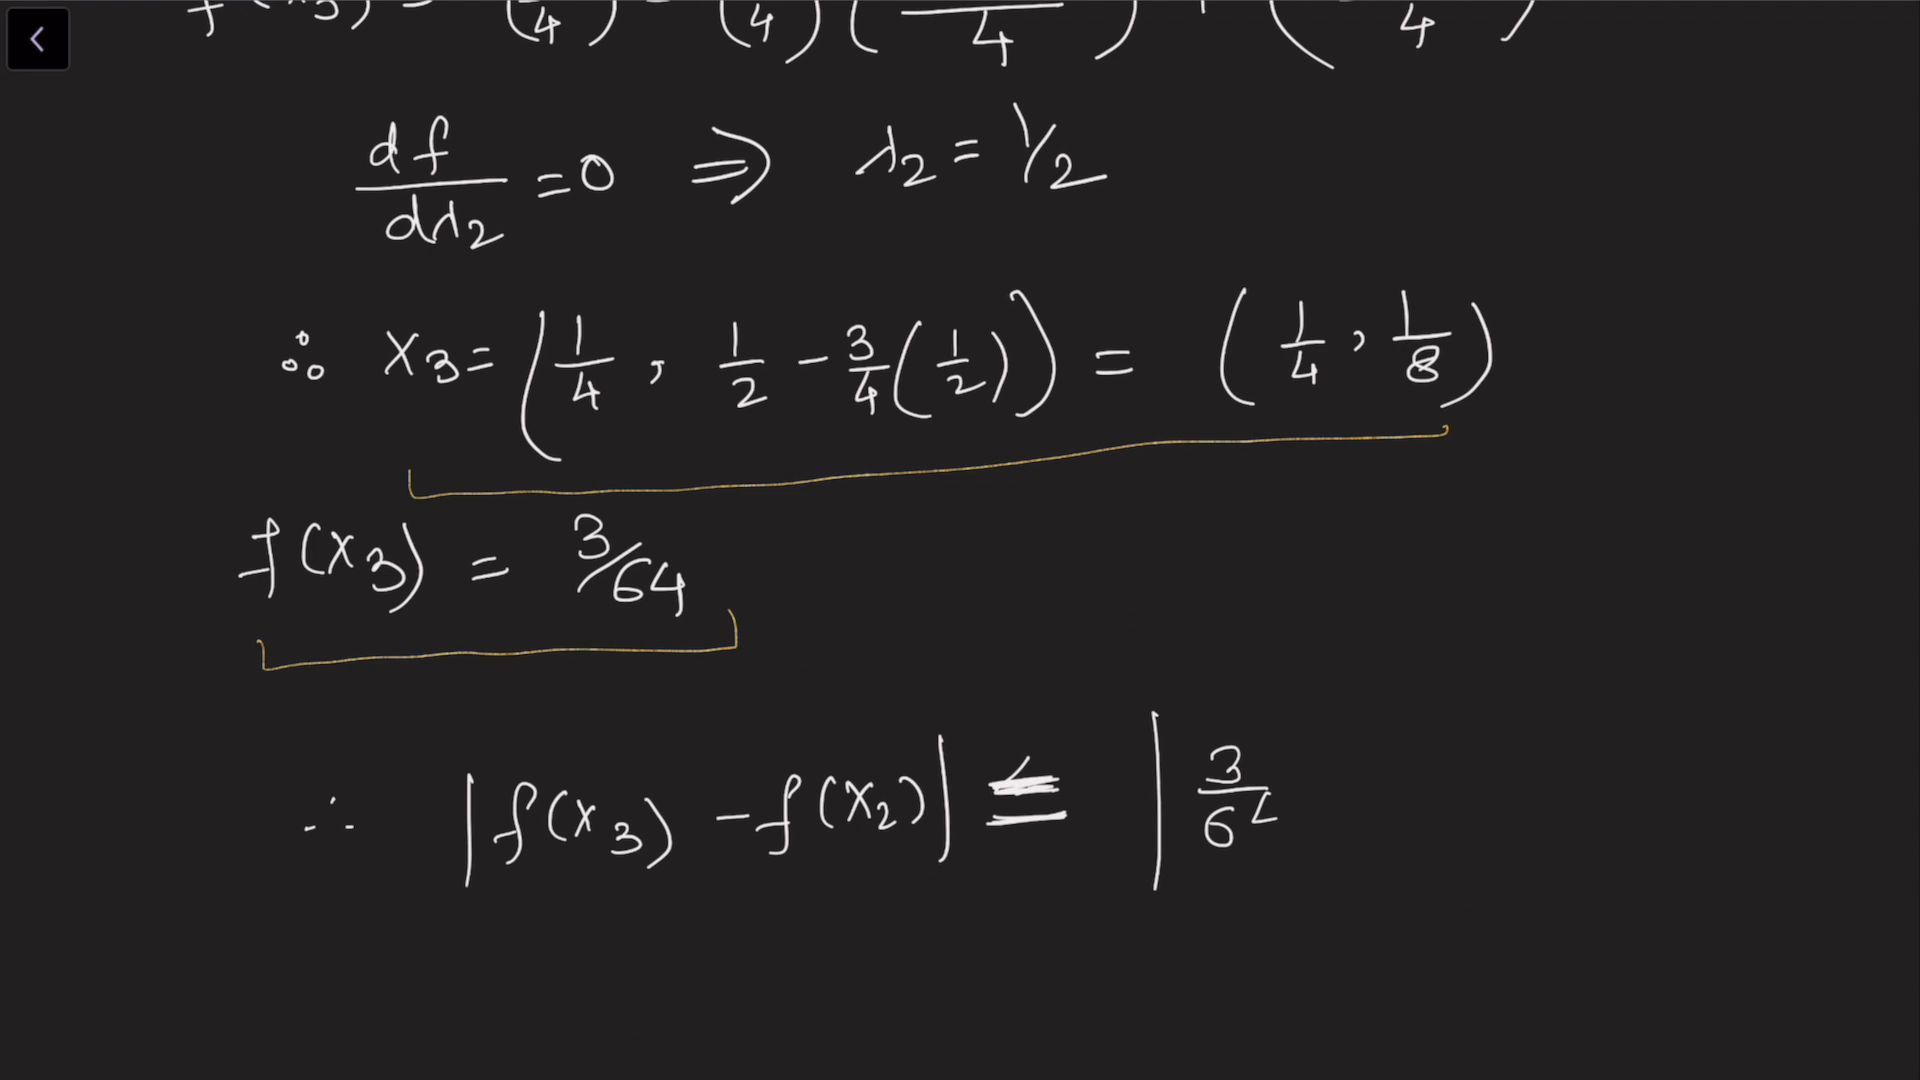 df/dλ2 = 0 ⇒ λ2 = 1/2
∴ x3 = (1/4, 1/2 - 3/4(1/2)) = (1/4, 1/8)
f(x3) = 3/64
∴ |f(x3) - f(x2)| = | 3/6